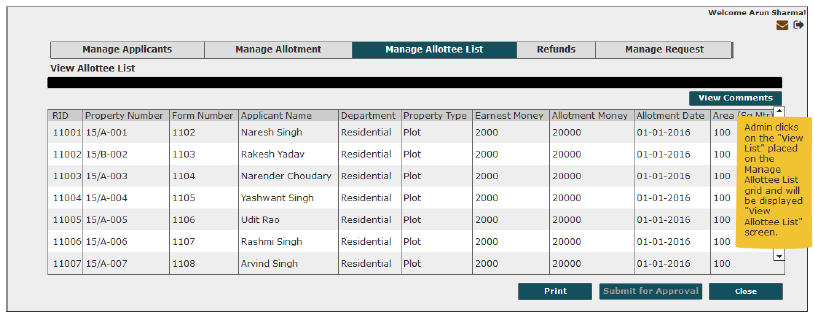 Welcome Arun Sharma!
Manage Applicants Manage Allotment Manage Allottee List Refunds Manage Request
View Allottee List
View Comments
RID Property Number Form Number Applicant Name Department Property Type Earnest Money Allotment Money Allotment Date Area (Sq Mtr)
11001 15/A-001 1102 Naresh Singh Residential Plot 2000 20000 01-01-2016 100
11002 15/B-002 1103 Rakesh Yadav Residential Plot 2000 20000 01-01-2016 100
11003 15/A-003 1104 Narender Choudary Residential Plot 2000 20000 01-01-2016 100
11004 15/A-004 1105 Yashwant Singh Residential Plot 2000 20000 01-01-2016 100
11005 15/A-005 1106 Udit Rao Residential Plot 2000 20000 01-01-2016 100
11006 15/A-006 1107 Rashmi Singh Residential Plot 2000 20000 01-01-2016 100
11007 15/A-007 1108 Arvind Singh Residential Plot 2000 20000 01-01-2016 100
Admin clicks
on the "View
List" placed
on the
Manage
Allottee List
grid and will
be displayed
"View
Allottee List"
screen.
Print Submit for Approval Close